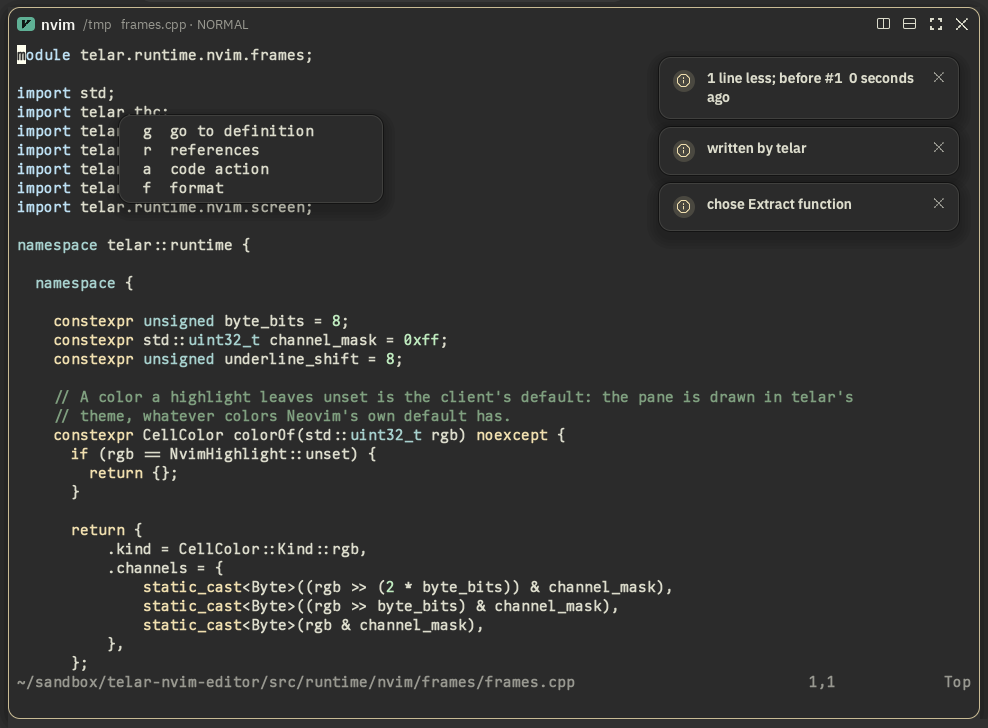 nvim /tmp frames.cpp · NORMAL
module telar.runtime.nvim.frames;
import std;
import telar.tbc;
import telar
import telar
import telar
import telar
import telar.runtime.nvim.screen;
g go to definition
r references
a code action
f format
1 line less; before #1 0 seconds
ago
written by telar
chose Extract function
namespace telar::runtime {
namespace {
constexpr unsigned byte_bits = 8;
constexpr std::uint32_t channel_mask = 0xff;
constexpr unsigned underline_shift = 8;
// A color a highlight leaves unset is the client's default: the pane is drawn in telar's
// theme, whatever colors Neovim's own default has.
constexpr CellColor colorOf(std::uint32_t rgb) noexcept {
if (rgb == NvimHighlight::unset) {
return {};
}
return {
.kind = CellColor::Kind::rgb,
.channels = {
static_cast<Byte>((rgb >> (2 * byte_bits)) & channel_mask),
static_cast<Byte>((rgb >> byte_bits) & channel_mask),
static_cast<Byte>(rgb & channel_mask),
},
};
~/sandbox/telar-nvim-editor/src/runtime/nvim/frames/frames.cpp 1,1 Top